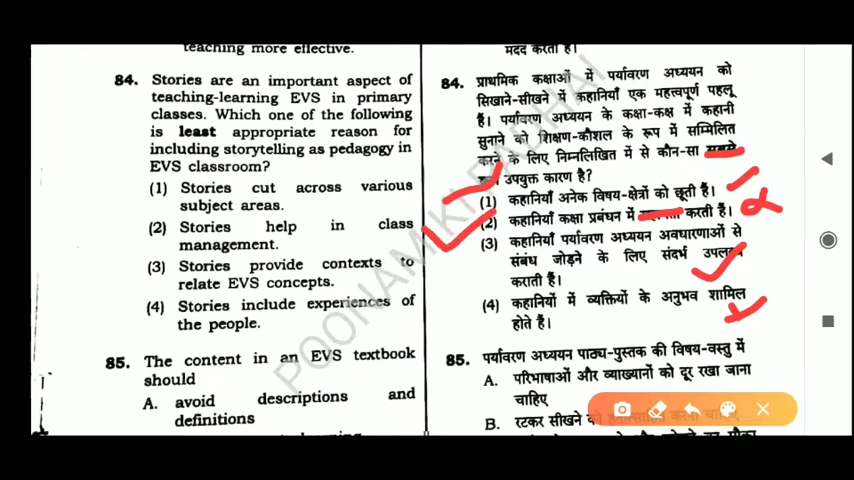 teaching more effective.
84. Stories are an important aspect of
teaching-learning EVS in primary
classes. Which one of the following
is least appropriate reason for
including storytelling as pedagogy in
EVS classroom?
(1) Stories cut across various
subject areas.
(2) Stories help in class
management.
(3) Stories provide contexts to
relate EVS concepts.
(4) Stories include experiences of
the people.
85. The content in an EVS textbook
should
A. avoid descriptions and
definitions
मदद करता है।
84. प्राथमिक कक्षाओं में पर्यावरण अध्ययन को
सिखाने-सीखने में कहानियाँ एक महत्वपूर्ण पहलू
हैं। पर्यावरण अध्ययन के कक्षा-कक्ष में कहानी
सुनाने को शिक्षण-कौशल के रूप में सम्मिलित
करने के लिए निम्नलिखित में से कौन-सा
उपयुक्त कारण है?
(1) कहानियाँ अनेक विषय-क्षेत्रों को छूती हैं।
(2) कहानियाँ कक्षा प्रबंधन में करती हैं।
(3) कहानियाँ पर्यावरण अध्ययन अवधारणाओं से
संबंध जोड़ने के लिए संदर्भ उपलब्ध
कराती हैं।
(4) कहानियों में व्यक्तियों के अनुभव शामिल
होते हैं।
85. पर्यावरण अध्ययन पाठ्य-पुस्तक की विषय-वस्तु में
A. परिभाषाओं और व्याख्यानों को दूर रखा जाना
चाहिए
B. रटकर सीखने को
POONAM KI PADHAI